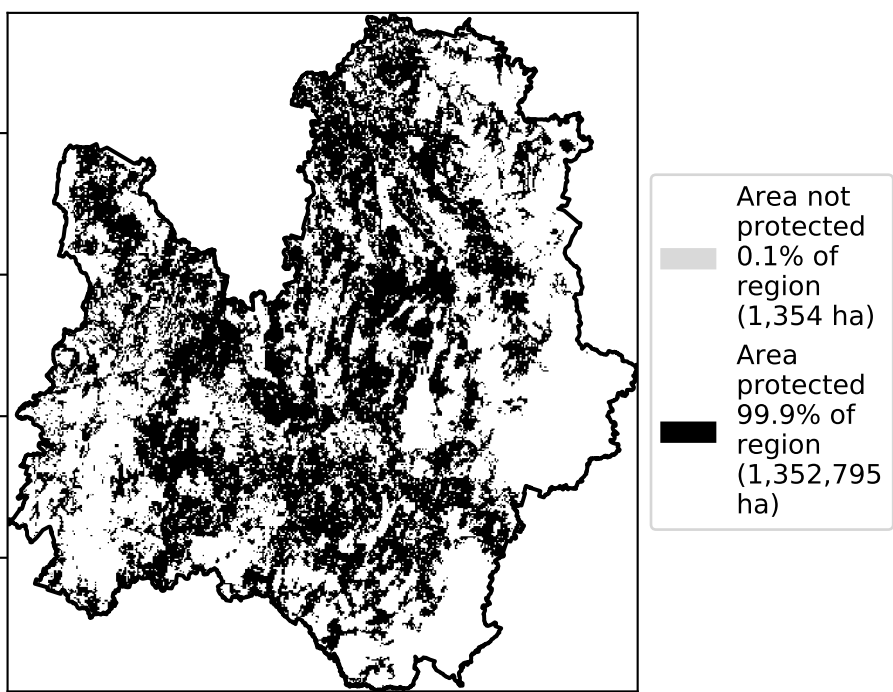 Area not
protected
0.1% of
region
(1,354 ha)
Area
protected
99.9% of
region
(1,352,795
ha)